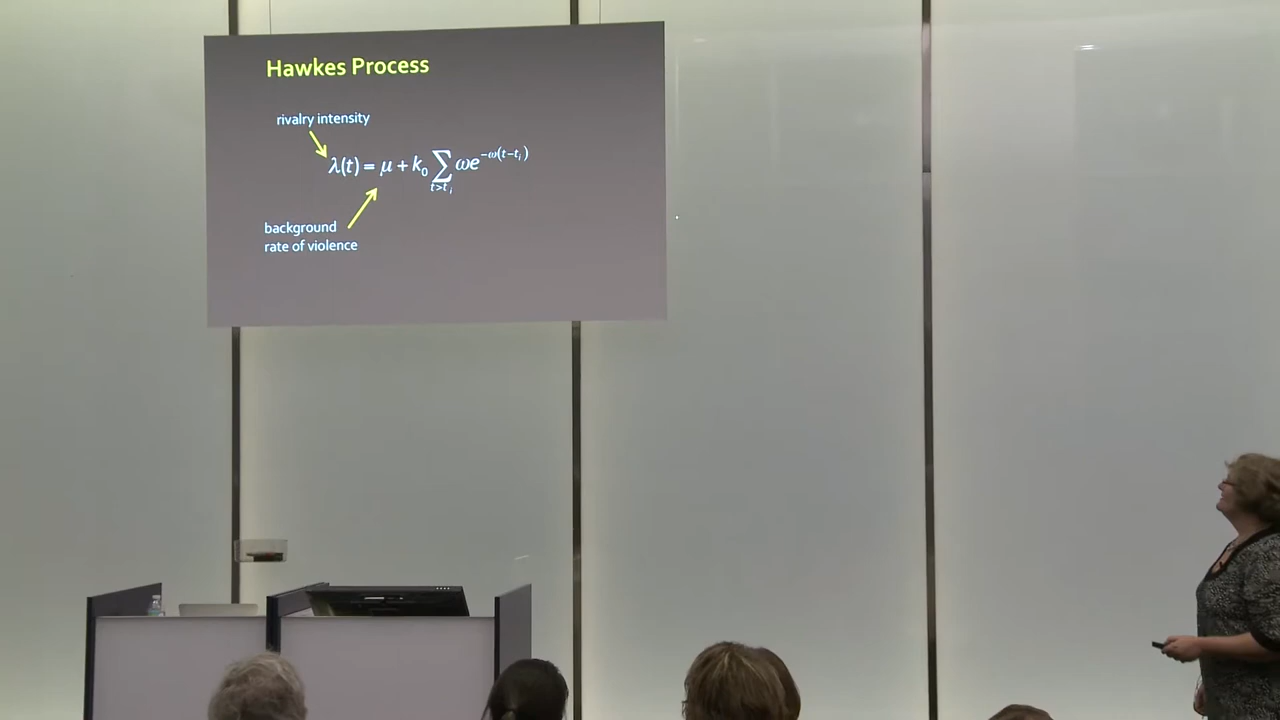 Hawkes Process
rivalry intensity
λ(t) = μ + k₀ ∑ ωe^{−ω(t−tᵢ)}
t>tᵢ
background
rate of violence